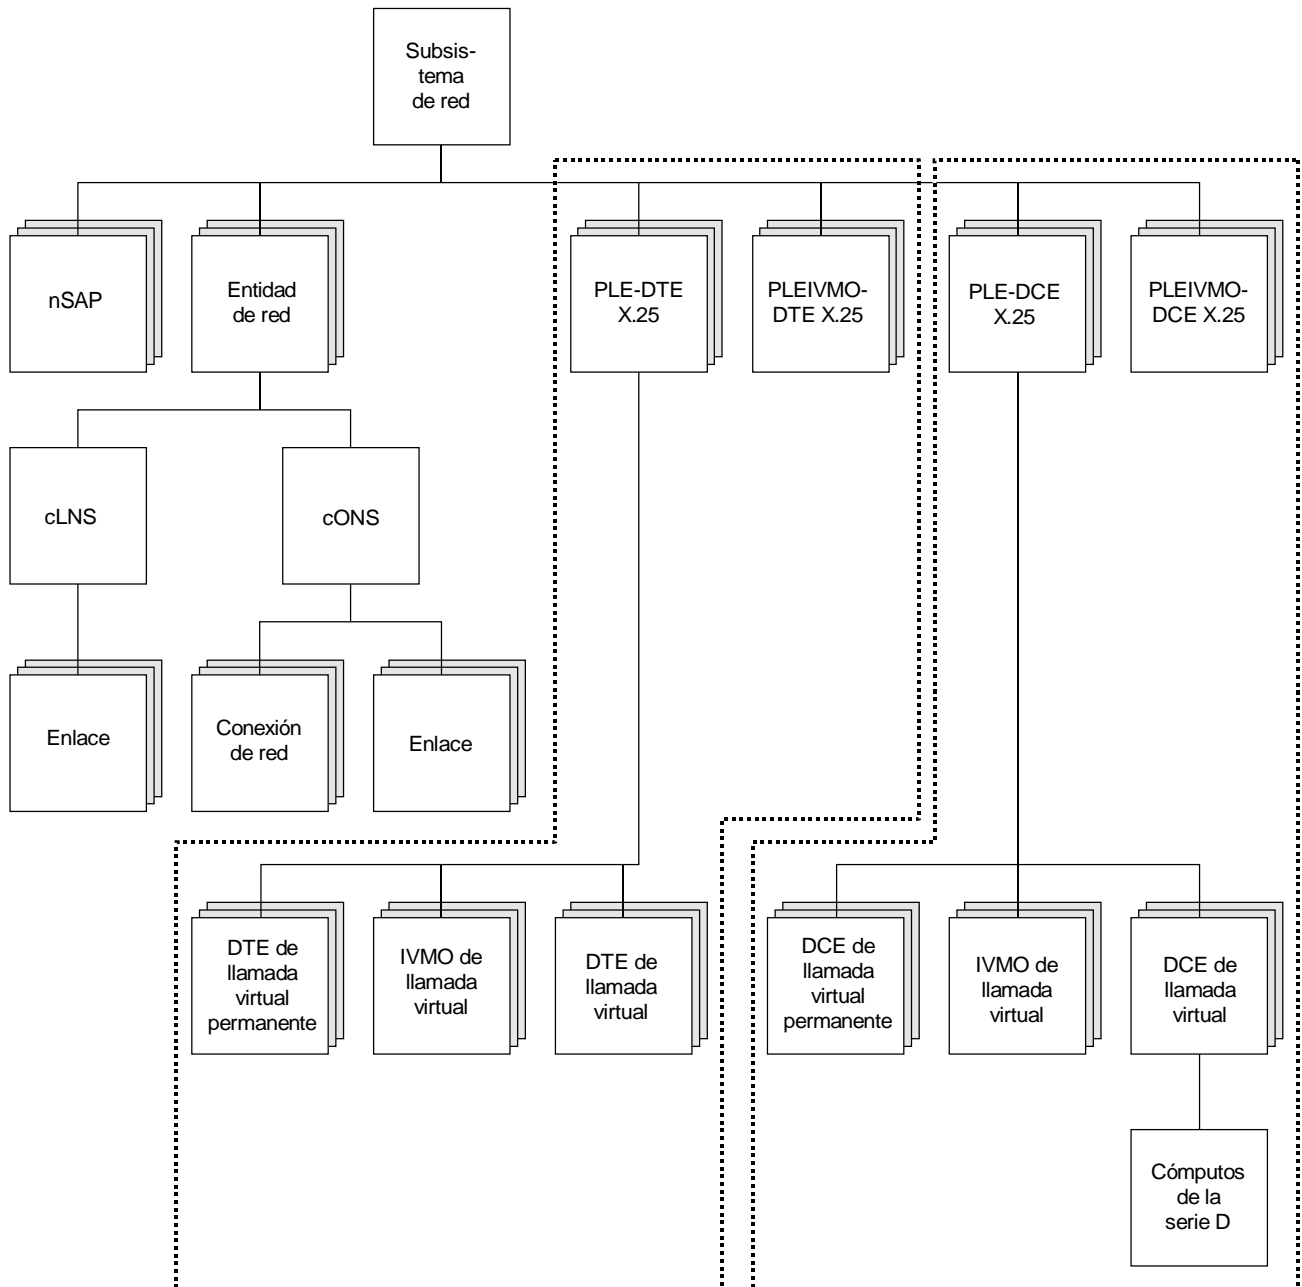 Subsis-
tema
de red
nSAP
Entidad
de red
PLE-DTE
X.25
PLEIVMO-
DTE X.25
PLE-DCE
X.25
PLEIVMO-
DCE X.25
cLNS
cONS
Enlace
Conexión
de red
Enlace
DTE de
llamada
virtual
permanente
IVMO de
llamada
virtual
DTE de
llamada
virtual
DCE de
llamada
virtual
permanente
IVMO de
llamada
virtual
DCE de
llamada
virtual
Cómputos
de la
serie D